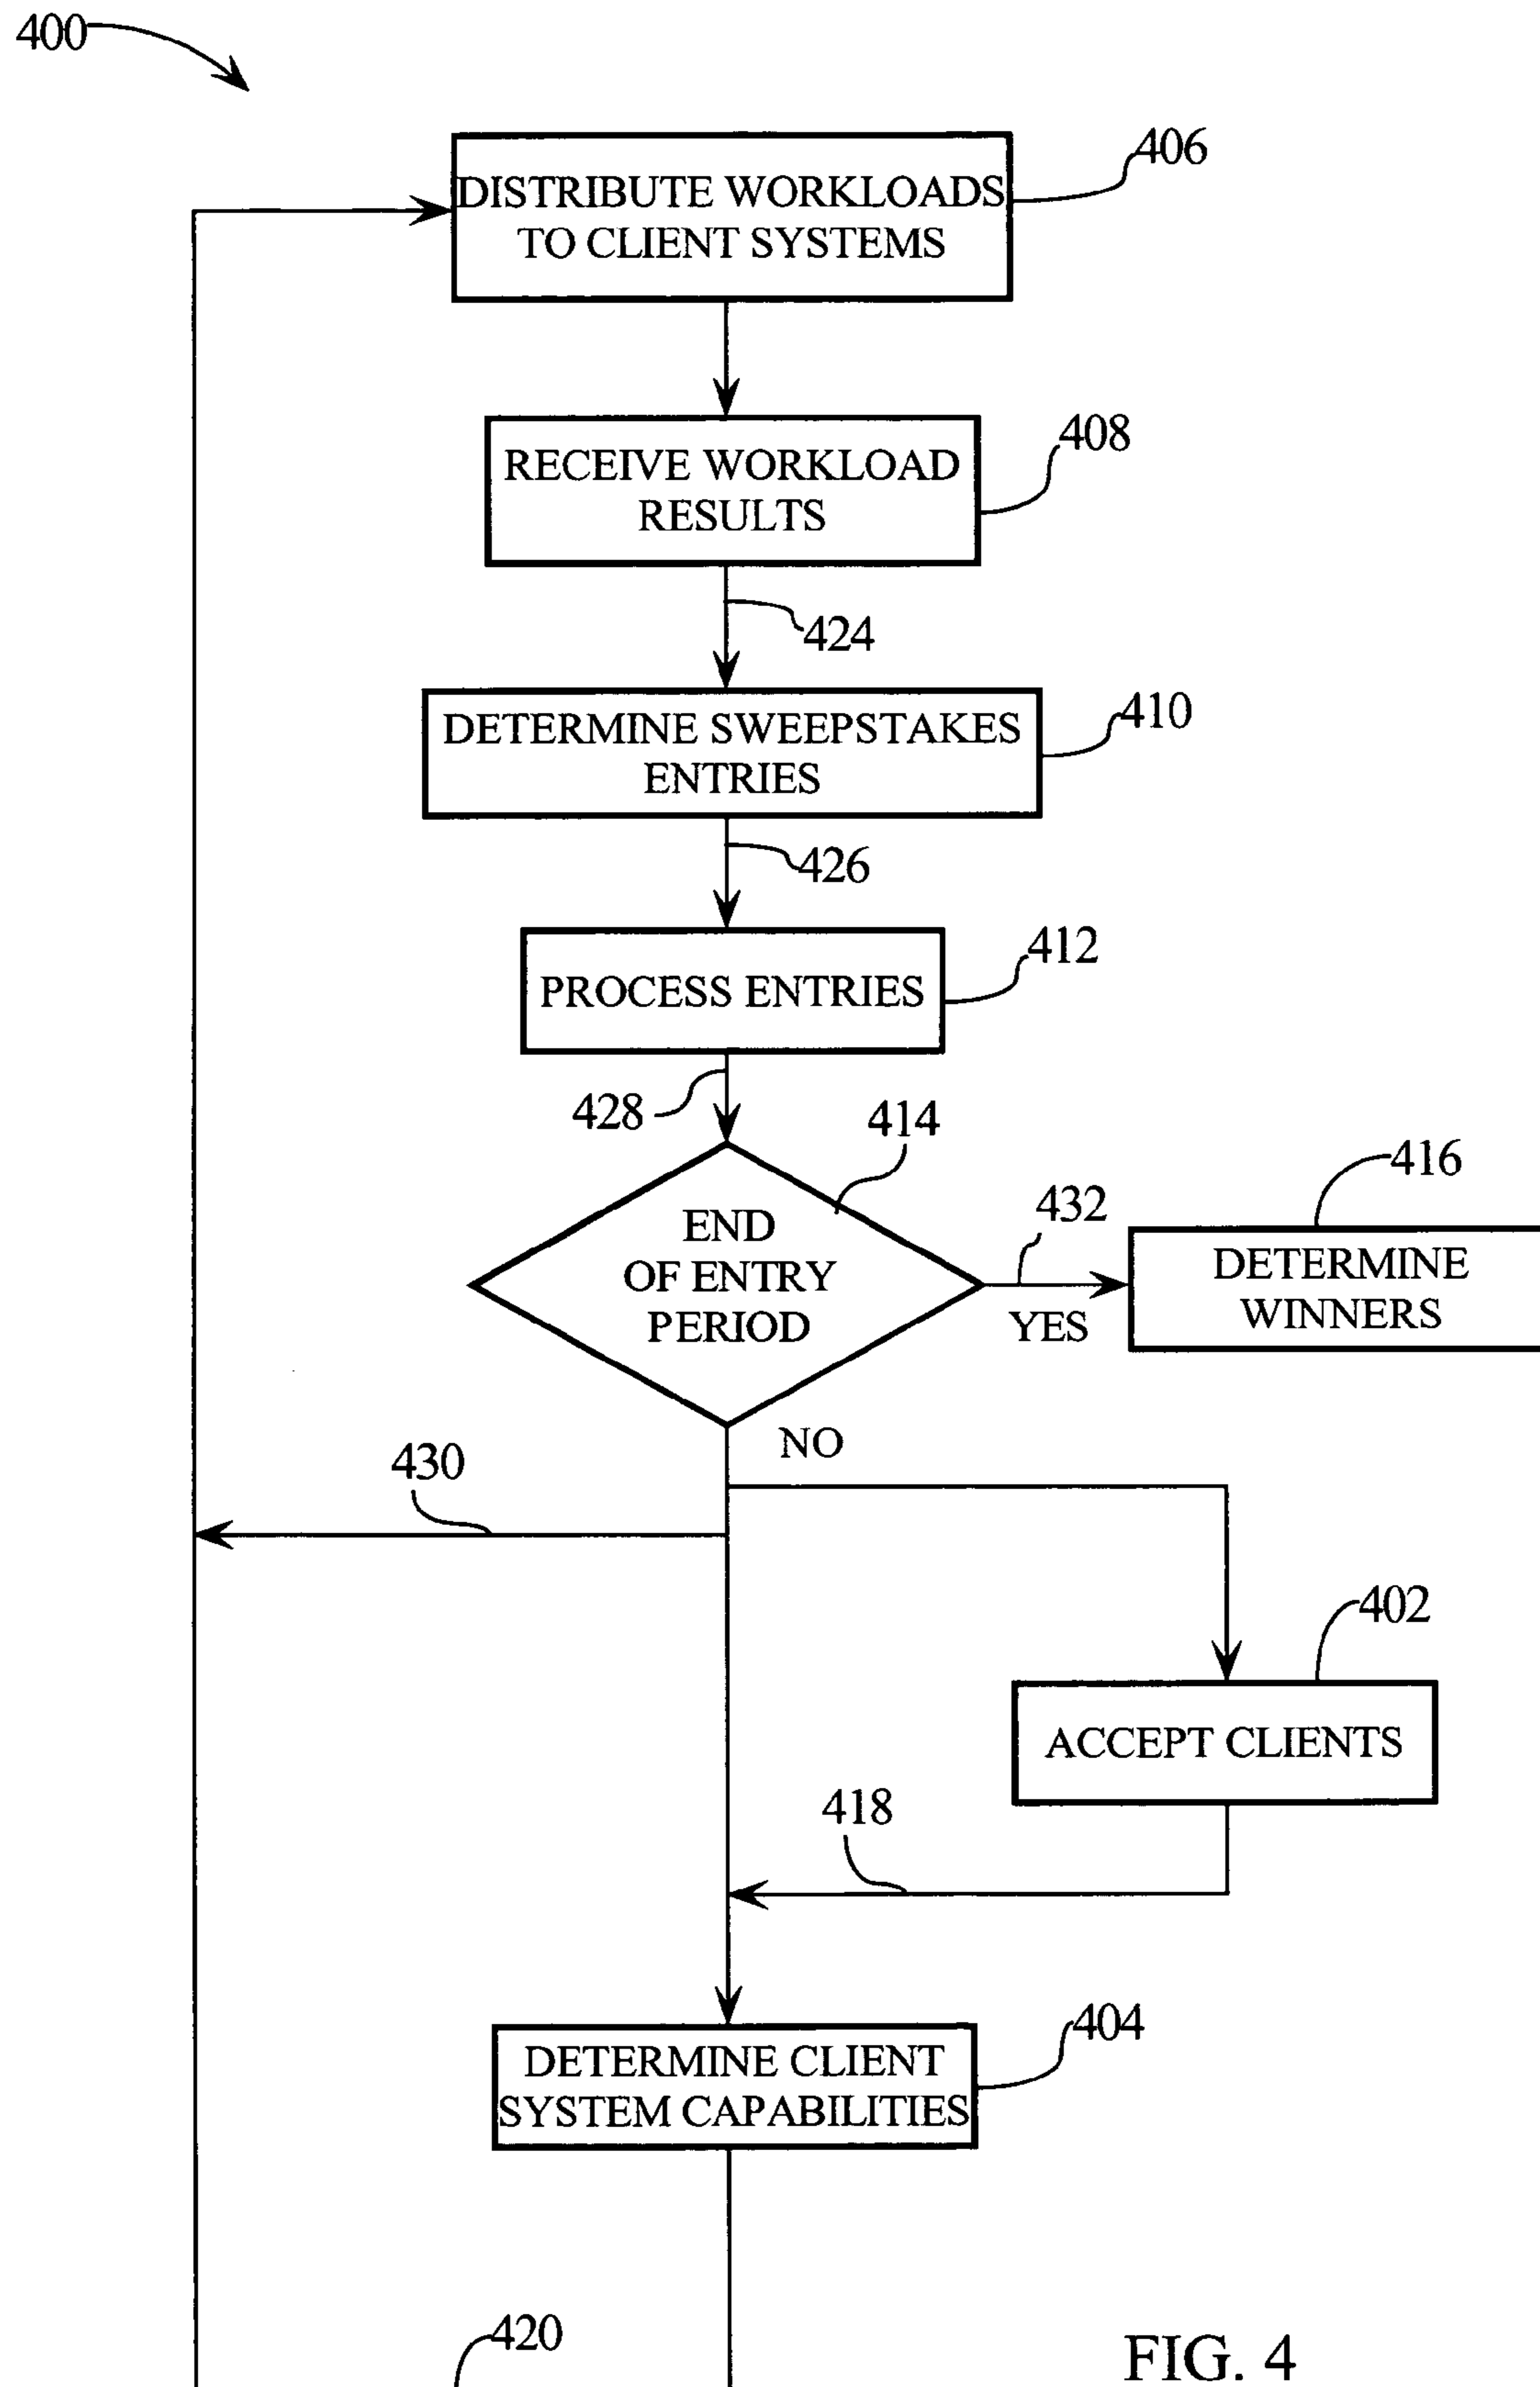 400
406
DISTRIBUTE WORKLOADS
TO CLIENT SYSTEMS
408
RECEIVE WORKLOAD
RESULTS
424
410
DETERMINE SWEEPSTAKES
ENTRIES
426
412
PROCESS ENTRIES
428
414
END
OF ENTRY
PERIOD
432
YES
416
DETERMINE
WINNERS
NO
430
402
ACCEPT CLIENTS
418
404
DETERMINE CLIENT
SYSTEM CAPABILITIES
420
FIG. 4